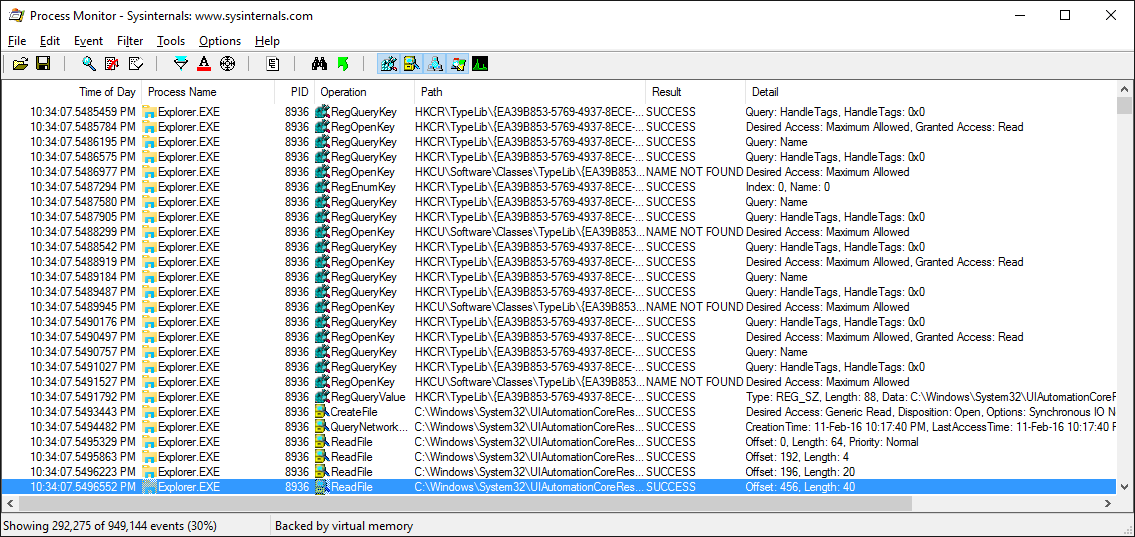 Process Monitor - Sysinternals: www.sysinternals.com
File Edit Event Filter Tools Options Help
Time of Day Process Name PID Operation Path Result Detail
10:34:07.5485459 PM Explorer.EXE 8936 RegQueryKey HKCR\TypeLib\{EA39B853-5769-4937-8ECE-... SUCCESS Query: HandleTags, HandleTags: 0x0
10:34:07.5485784 PM Explorer.EXE 8936 RegOpenKey HKCR\TypeLib\{EA39B853-5769-4937-8ECE-... SUCCESS Desired Access: Maximum Allowed, Granted Access: Read
10:34:07.5486195 PM Explorer.EXE 8936 RegQueryKey HKCR\TypeLib\{EA39B853-5769-4937-8ECE-... SUCCESS Query: Name
10:34:07.5486575 PM Explorer.EXE 8936 RegQueryKey HKCR\TypeLib\{EA39B853-5769-4937-8ECE-... SUCCESS Query: HandleTags, HandleTags: 0x0
10:34:07.5486977 PM Explorer.EXE 8936 RegOpenKey HKCU\Software\Classes\TypeLib\{EA39B853... NAME NOT FOUND Desired Access: Maximum Allowed
10:34:07.5487294 PM Explorer.EXE 8936 RegEnumKey HKCR\TypeLib\{EA39B853-5769-4937-8ECE-... SUCCESS Index: 0, Name: 0
10:34:07.5487580 PM Explorer.EXE 8936 RegQueryKey HKCR\TypeLib\{EA39B853-5769-4937-8ECE-... SUCCESS Query: Name
10:34:07.5487905 PM Explorer.EXE 8936 RegQueryKey HKCR\TypeLib\{EA39B853-5769-4937-8ECE-... SUCCESS Query: HandleTags, HandleTags: 0x0
10:34:07.5488299 PM Explorer.EXE 8936 RegOpenKey HKCU\Software\Classes\TypeLib\{EA39B853... NAME NOT FOUND Desired Access: Maximum Allowed
10:34:07.5488542 PM Explorer.EXE 8936 RegQueryKey HKCR\TypeLib\{EA39B853-5769-4937-8ECE-... SUCCESS Query: HandleTags, HandleTags: 0x0
10:34:07.5488919 PM Explorer.EXE 8936 RegOpenKey HKCR\TypeLib\{EA39B853-5769-4937-8ECE-... SUCCESS Desired Access: Maximum Allowed, Granted Access: Read
10:34:07.5489184 PM Explorer.EXE 8936 RegQueryKey HKCR\TypeLib\{EA39B853-5769-4937-8ECE-... SUCCESS Query: Name
10:34:07.5489487 PM Explorer.EXE 8936 RegQueryKey HKCR\TypeLib\{EA39B853-5769-4937-8ECE-... SUCCESS Query: HandleTags, HandleTags: 0x0
10:34:07.5489945 PM Explorer.EXE 8936 RegOpenKey HKCU\Software\Classes\TypeLib\{EA39B853... NAME NOT FOUND Desired Access: Maximum Allowed
10:34:07.5490176 PM Explorer.EXE 8936 RegQueryKey HKCR\TypeLib\{EA39B853-5769-4937-8ECE-... SUCCESS Query: HandleTags, HandleTags: 0x0
10:34:07.5490497 PM Explorer.EXE 8936 RegOpenKey HKCR\TypeLib\{EA39B853-5769-4937-8ECE-... SUCCESS Desired Access: Maximum Allowed, Granted Access: Read
10:34:07.5490757 PM Explorer.EXE 8936 RegQueryKey HKCR\TypeLib\{EA39B853-5769-4937-8ECE-... SUCCESS Query: Name
10:34:07.5491027 PM Explorer.EXE 8936 RegQueryKey HKCR\TypeLib\{EA39B853-5769-4937-8ECE-... SUCCESS Query: HandleTags, HandleTags: 0x0
10:34:07.5491527 PM Explorer.EXE 8936 RegOpenKey HKCU\Software\Classes\TypeLib\{EA39B853... NAME NOT FOUND Desired Access: Maximum Allowed
10:34:07.5491792 PM Explorer.EXE 8936 RegQueryValue HKCR\TypeLib\{EA39B853-5769-4937-8ECE-... SUCCESS Type: REG_SZ, Length: 88, Data: C:\Windows\System32\UIAutomationCoreF
10:34:07.5493443 PM Explorer.EXE 8936 CreateFile C:\Windows\System32\UIAutomationCoreRes... SUCCESS Desired Access: Generic Read, Disposition: Open, Options: Synchronous IO N
10:34:07.5494482 PM Explorer.EXE 8936 QueryNetwork... C:\Windows\System32\UIAutomationCoreRes... SUCCESS CreationTime: 11-Feb-16 10:17:40 PM, LastAccessTime: 11-Feb-16 10:17:40 P
10:34:07.5495329 PM Explorer.EXE 8936 ReadFile C:\Windows\System32\UIAutomationCoreRes... SUCCESS Offset: 0, Length: 64, Priority: Normal
10:34:07.5495863 PM Explorer.EXE 8936 ReadFile C:\Windows\System32\UIAutomationCoreRes... SUCCESS Offset: 192, Length: 4
10:34:07.5496223 PM Explorer.EXE 8936 ReadFile C:\Windows\System32\UIAutomationCoreRes... SUCCESS Offset: 196, Length: 20
10:34:07.5496552 PM Explorer.EXE 8936 ReadFile C:\Windows\System32\UIAutomationCoreRes... SUCCESS Offset: 456, Length: 40
Showing 292,275 of 949,144 events (30%) Backed by virtual memory